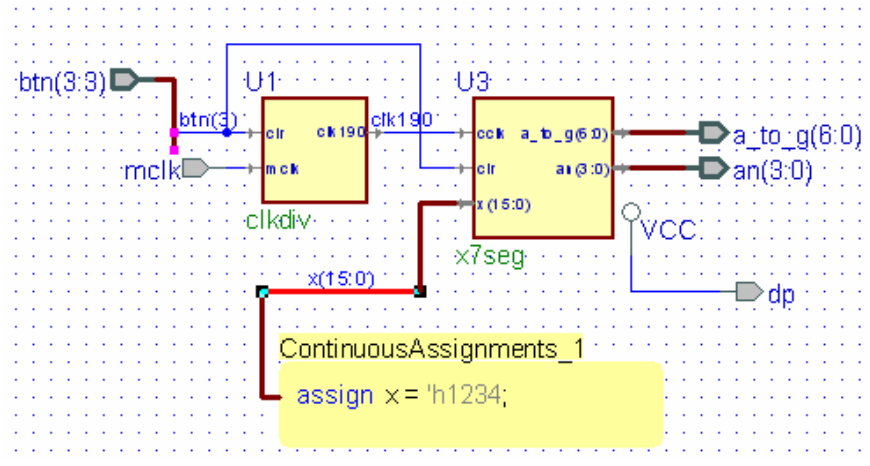 btn(3:3)
U1
U3
btn(3)
clr
clk190
clk190
cclk
a_to_g(6:0)
a_to_g(6:0)
mclk
mclk
clr
an(3:0)
an(3:0)
x(15:0)
clkdiv
VCC
x7seg
x(15:0)
dp
ContinuousAssignments_1
assign x = 'h1234;